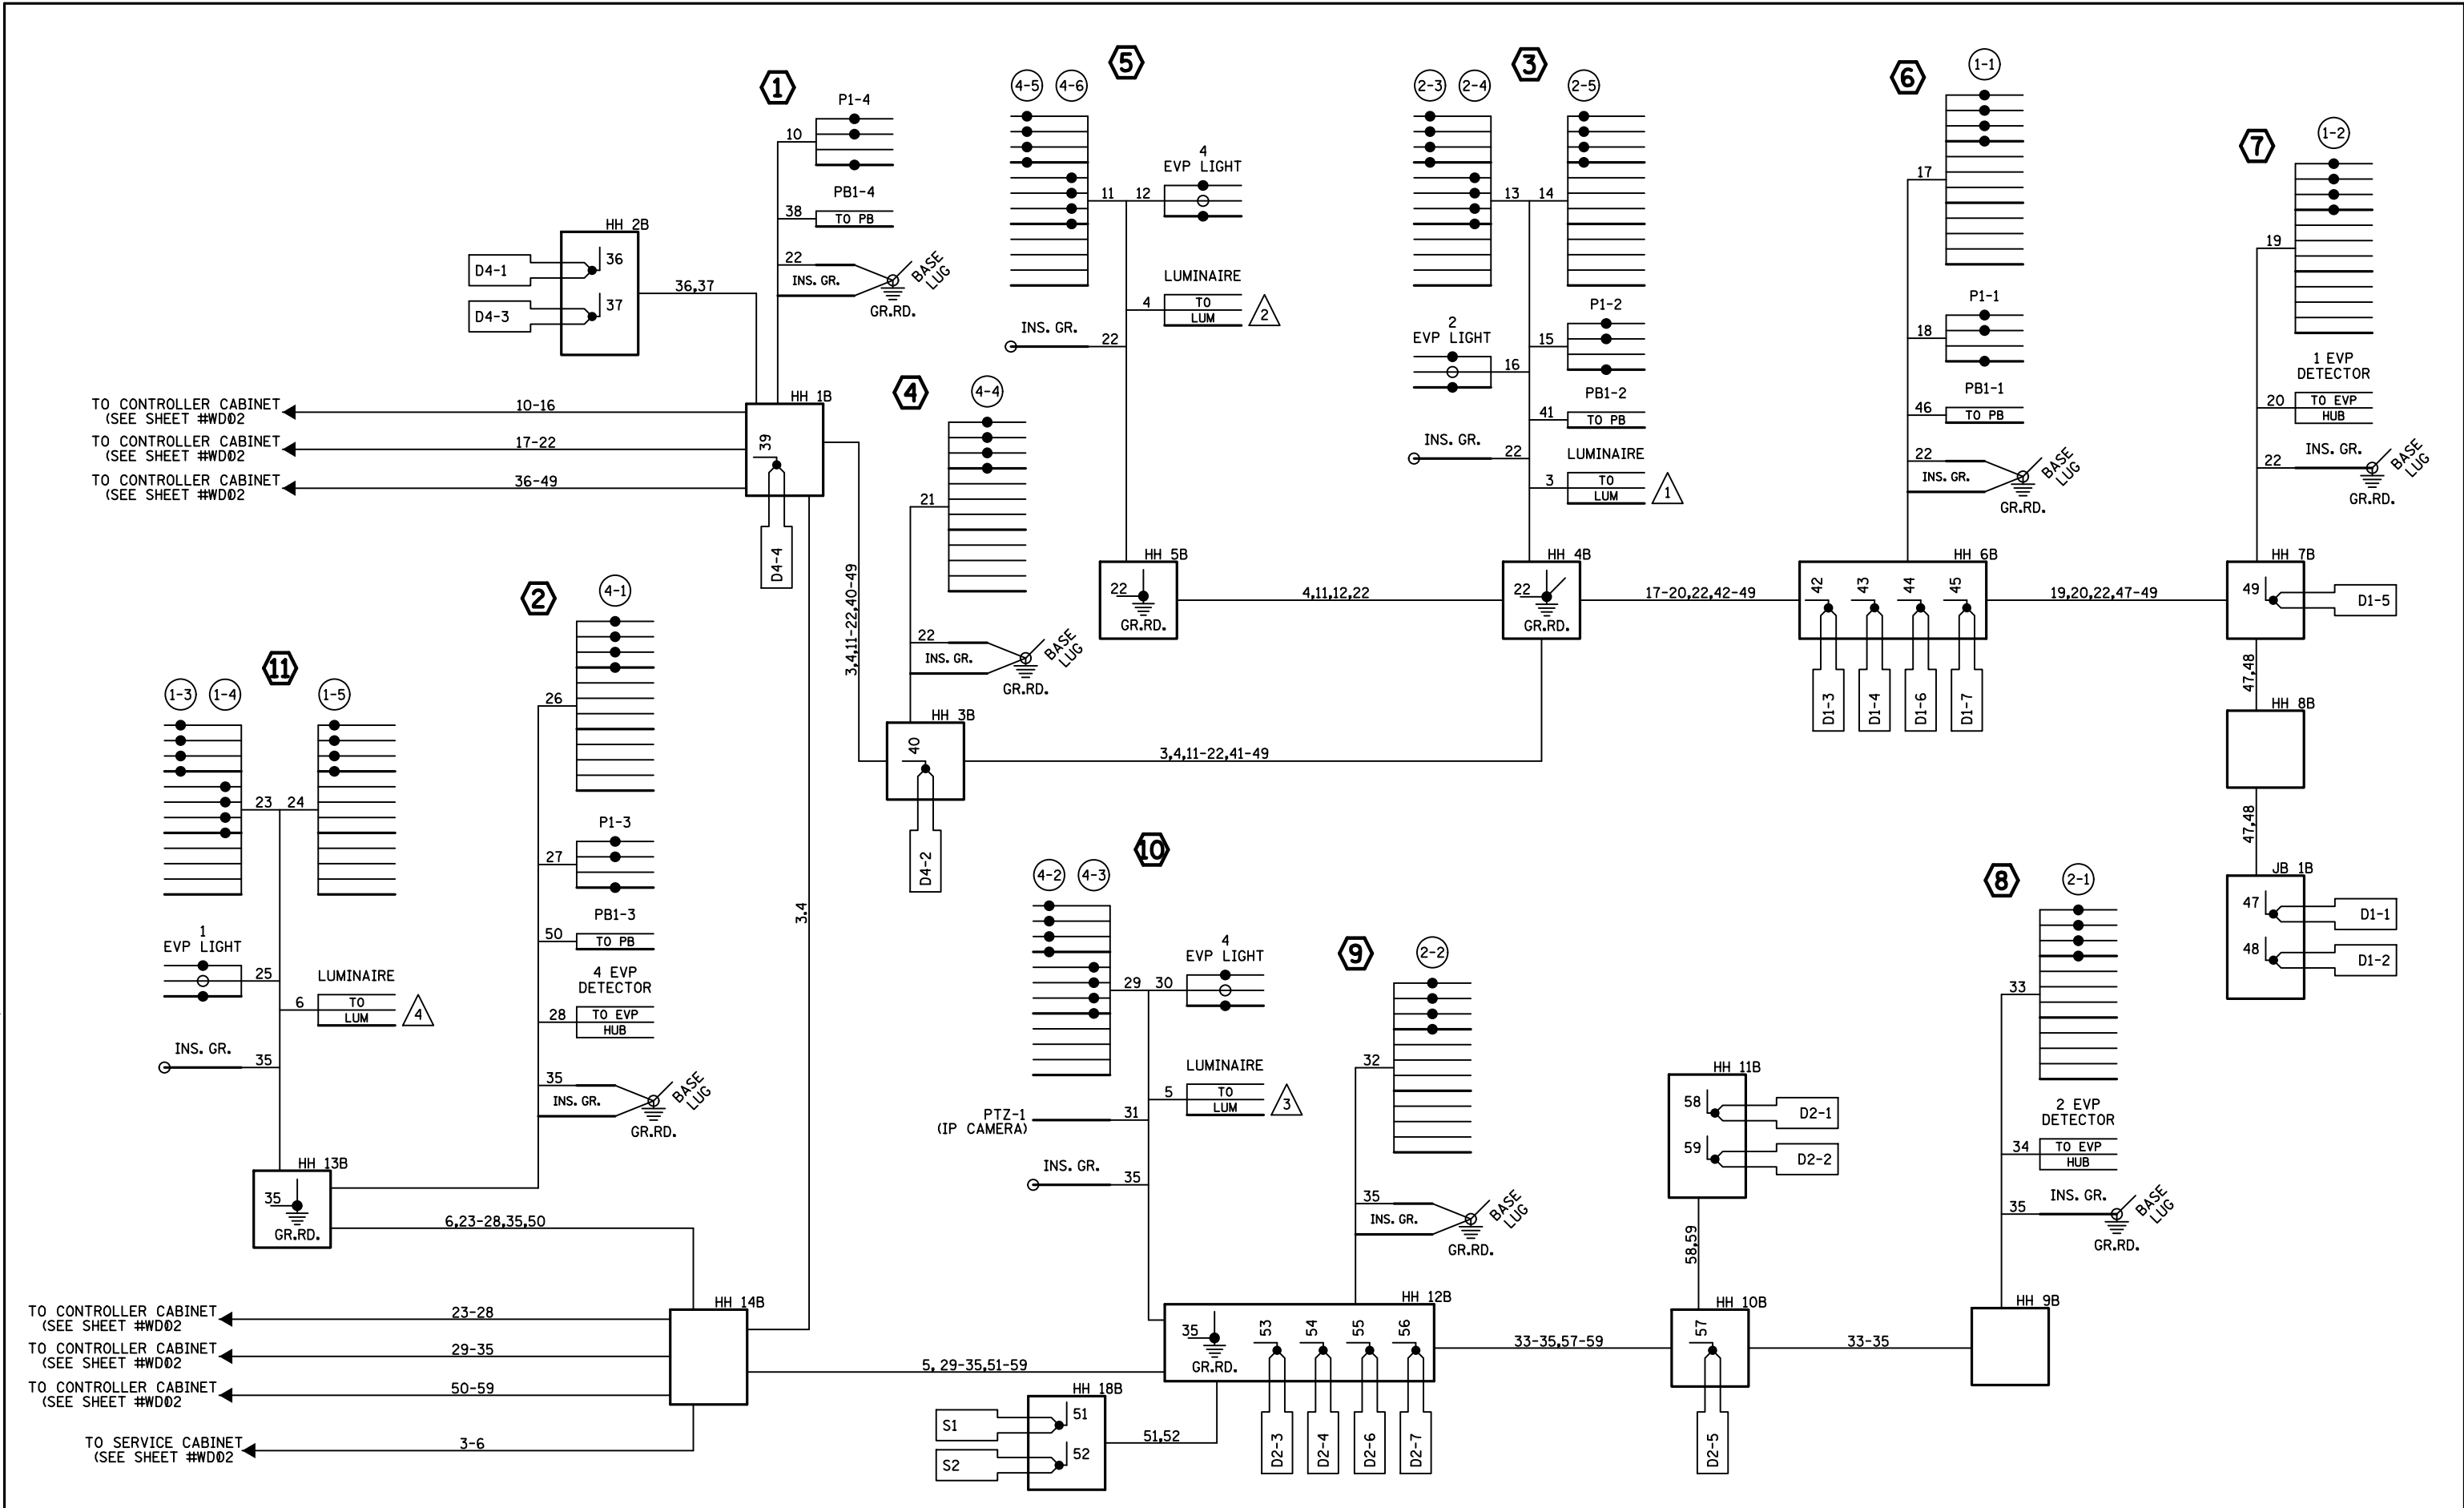 1
P1-4
10
PB1-4
38
TO PB
22
INS. GR.
BASE
LUG
GR.RD.
HH 2B
D4-1
36
D4-3
37
36,37
5
4-5
4-6
11
12
4
EVP LIGHT
LUMINAIRE
4
TO
LUM
2
INS. GR.
22
3
2-3
2-4
2-5
13
14
P1-2
15
2
EVP LIGHT
16
PB1-2
41
TO PB
INS. GR.
22
LUMINAIRE
3
TO
LUM
1
6
1-1
17
P1-1
18
PB1-1
46
TO PB
22
INS. GR.
BASE
LUG
GR.RD.
7
1-2
19
1 EVP
DETECTOR
20
TO EVP
HUB
INS. GR.
22
BASE
LUG
GR.RD.
TO CONTROLLER CABINET
(SEE SHEET #WD02
10-16
TO CONTROLLER CABINET
(SEE SHEET #WD02
17-22
TO CONTROLLER CABINET
(SEE SHEET #WD02
36-49
HH 1B
39
D4-4
3,4,11-22,40-49
3,4
4
4-4
21
22
INS. GR.
BASE
LUG
GR.RD.
HH 3B
40
D4-2
3,4,11-22,41-49
HH 5B
22
GR.RD.
4,11,12,22
HH 4B
22
GR.RD.
17-20,22,42-49
HH 6B
42
43
44
45
D1-3
D1-4
D1-6
D1-7
19,20,22,47-49
HH 7B
49
D1-5
47,48
HH 8B
47,48
JB 1B
47
D1-1
48
D1-2
11
1-3
1-4
1-5
23
24
1
EVP LIGHT
25
LUMINAIRE
6
TO
LUM
4
INS. GR.
35
HH 13B
35
GR.RD.
6,23-28,35,50
2
4-1
26
P1-3
27
PB1-3
50
TO PB
4 EVP
DETECTOR
28
TO EVP
HUB
35
INS. GR.
BASE
LUG
GR.RD.
10
4-2
4-3
29
30
4
EVP LIGHT
LUMINAIRE
5
TO
LUM
3
PTZ-1
(IP CAMERA)
31
INS. GR.
35
9
2-2
32
35
INS. GR.
BASE
LUG
GR.RD.
8
2-1
33
2 EVP
DETECTOR
34
TO EVP
HUB
INS. GR.
35
BASE
LUG
GR.RD.
HH 11B
58
D2-1
59
D2-2
58,59
TO CONTROLLER CABINET
(SEE SHEET #WD02
23-28
TO CONTROLLER CABINET
(SEE SHEET #WD02
29-35
TO CONTROLLER CABINET
(SEE SHEET #WD02
50-59
TO SERVICE CABINET
(SEE SHEET #WD02
3-6
HH 14B
5, 29-35,51-59
HH 12B
35
GR.RD.
53
54
55
56
D2-3
D2-4
D2-6
D2-7
33-35,57-59
HH 10B
57
D2-5
33-35
HH 9B
HH 18B
S1
51
S2
52
51,52